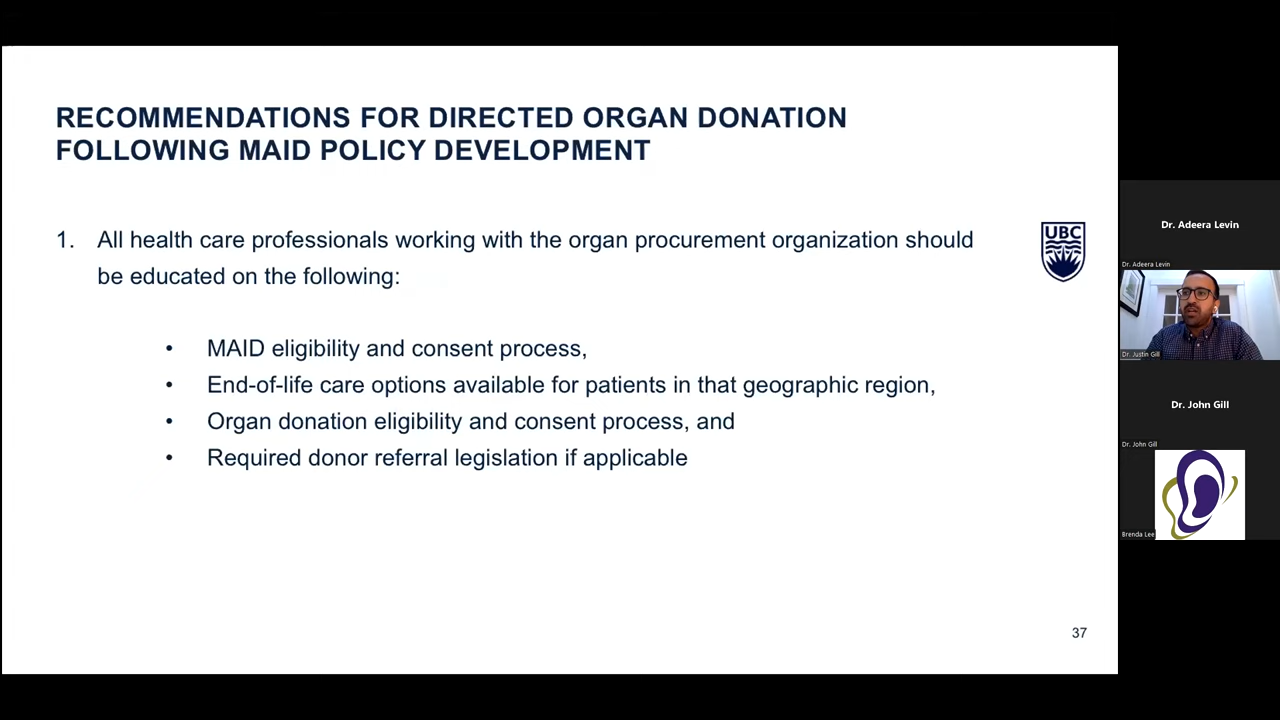 RECOMMENDATIONS FOR DIRECTED ORGAN DONATION
FOLLOWING MAID POLICY DEVELOPMENT
1. All health care professionals working with the organ procurement organization should
be educated on the following:
• MAID eligibility and consent process,
• End-of-life care options available for patients in that geographic region,
• Organ donation eligibility and consent process, and
• Required donor referral legislation if applicable
UBC
37
Dr. Adeera Levin
Dr. Adeera Levin
Dr. Justin Gill
Dr. John Gill
Dr. John Gill
Brenda Lee